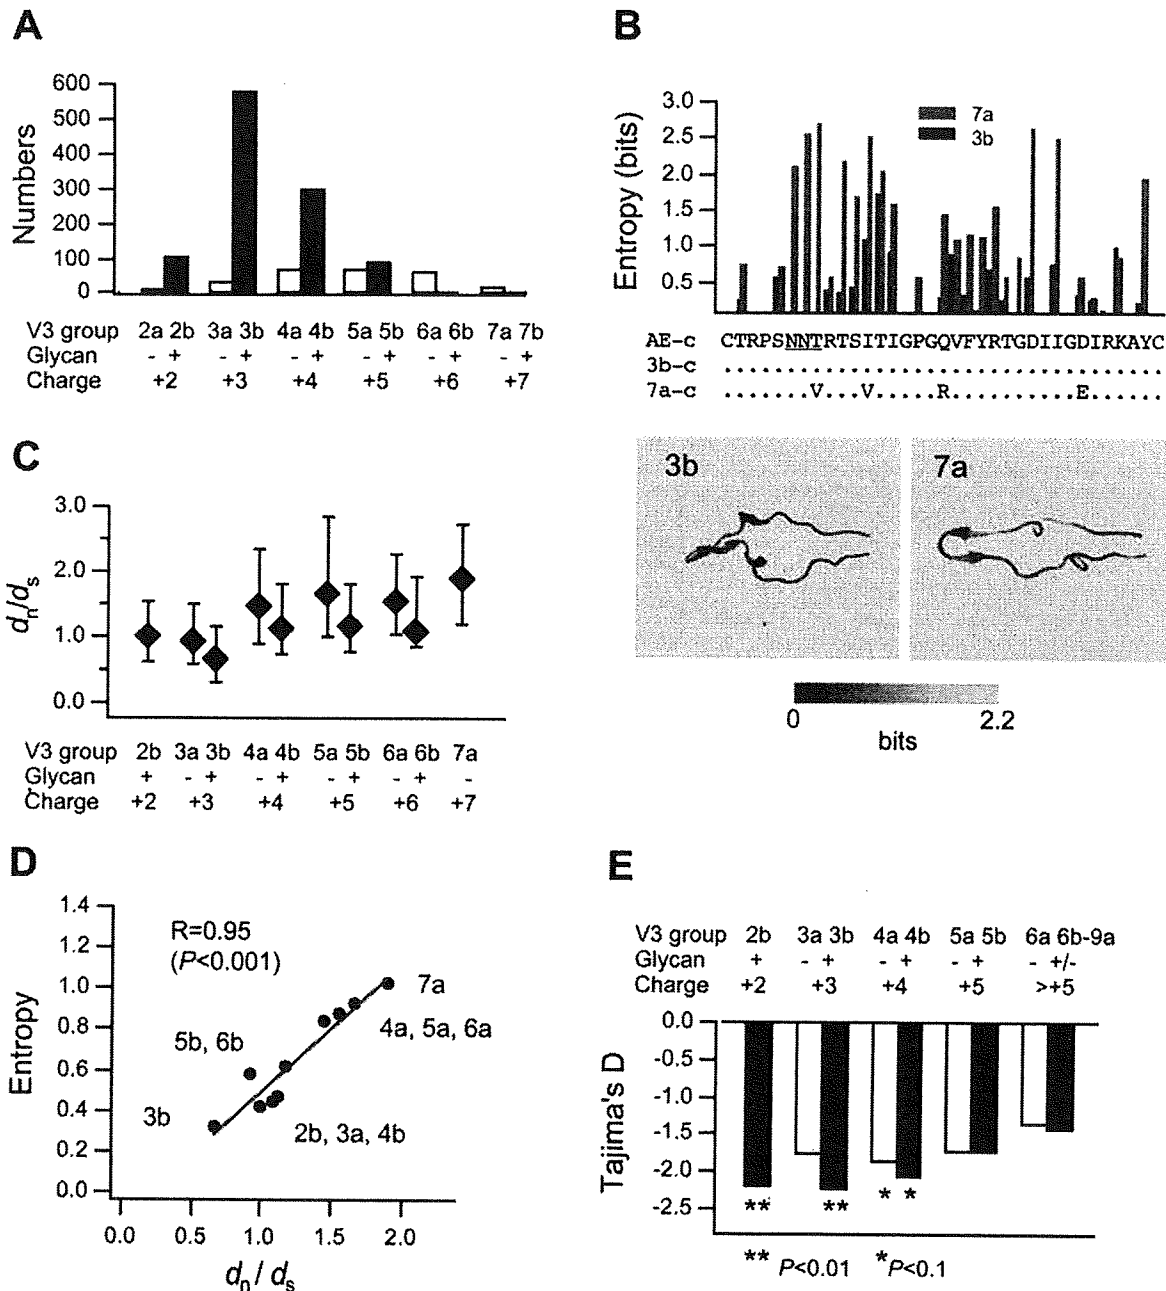 A
Numbers
600
500
400
300
200
100
0
V3 group 2a 2b 3a 3b 4a 4b 5a 5b 6a 6b 7a 7b
Glycan - + - + - + - + - + - +
Charge +2 +3 +4 +5 +6 +7
B
Entropy (bits)
3.0
2.5
2.0
1.5
1.0
0.5
7a
3b
AE-c CTRPSNNTRTSITIGPGQVFYRTGDIIGDIRKAYC
3b-c ...................................
7a-c .......V...V.....R..........E......
3b
7a
0 2.2
bits
C
dn/ds
3.0
2.0
1.0
0.0
V3 group 2b 3a 3b 4a 4b 5a 5b 6a 6b 7a
Glycan + - + - + - + - + -
Charge +2 +3 +4 +5 +6 +7
D
Entropy
1.4
1.2
1.0
0.8
0.6
0.4
0.2
0.0
R=0.95
(P<0.001)
7a
4a, 5a, 6a
5b, 6b
3b
2b, 3a, 4b
0.0 0.5 1.0 1.5 2.0
dn / ds
E
V3 group 2b 3a 3b 4a 4b 5a 5b 6a 6b-9a
Glycan + - + - + - + - +/-
Charge +2 +3 +4 +5 >+5
Tajima's D
0.0
-0.5
-1.0
-1.5
-2.0
-2.5
** ** * *
** P<0.01 *P<0.1